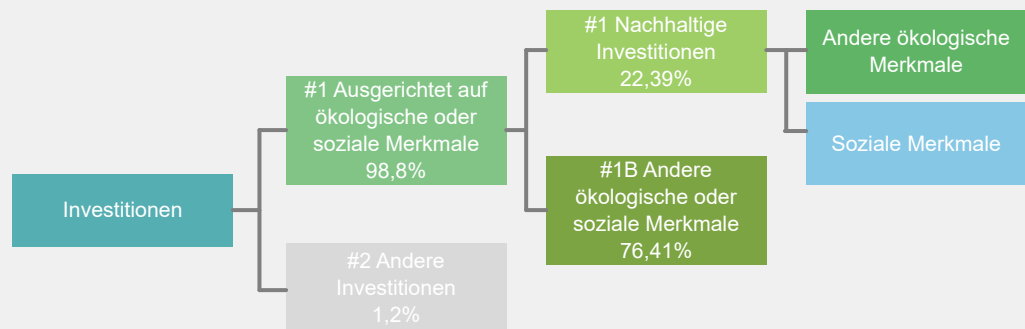 Investitionen
#1 Ausgerichtet auf
ökologische oder
soziale Merkmale
98,8%
#2 Andere
Investitionen
1,2%
#1 Nachhaltige
Investitionen
22,39%
#1B Andere
ökologische oder
soziale Merkmale
76,41%
Andere ökologische
Merkmale
Soziale Merkmale